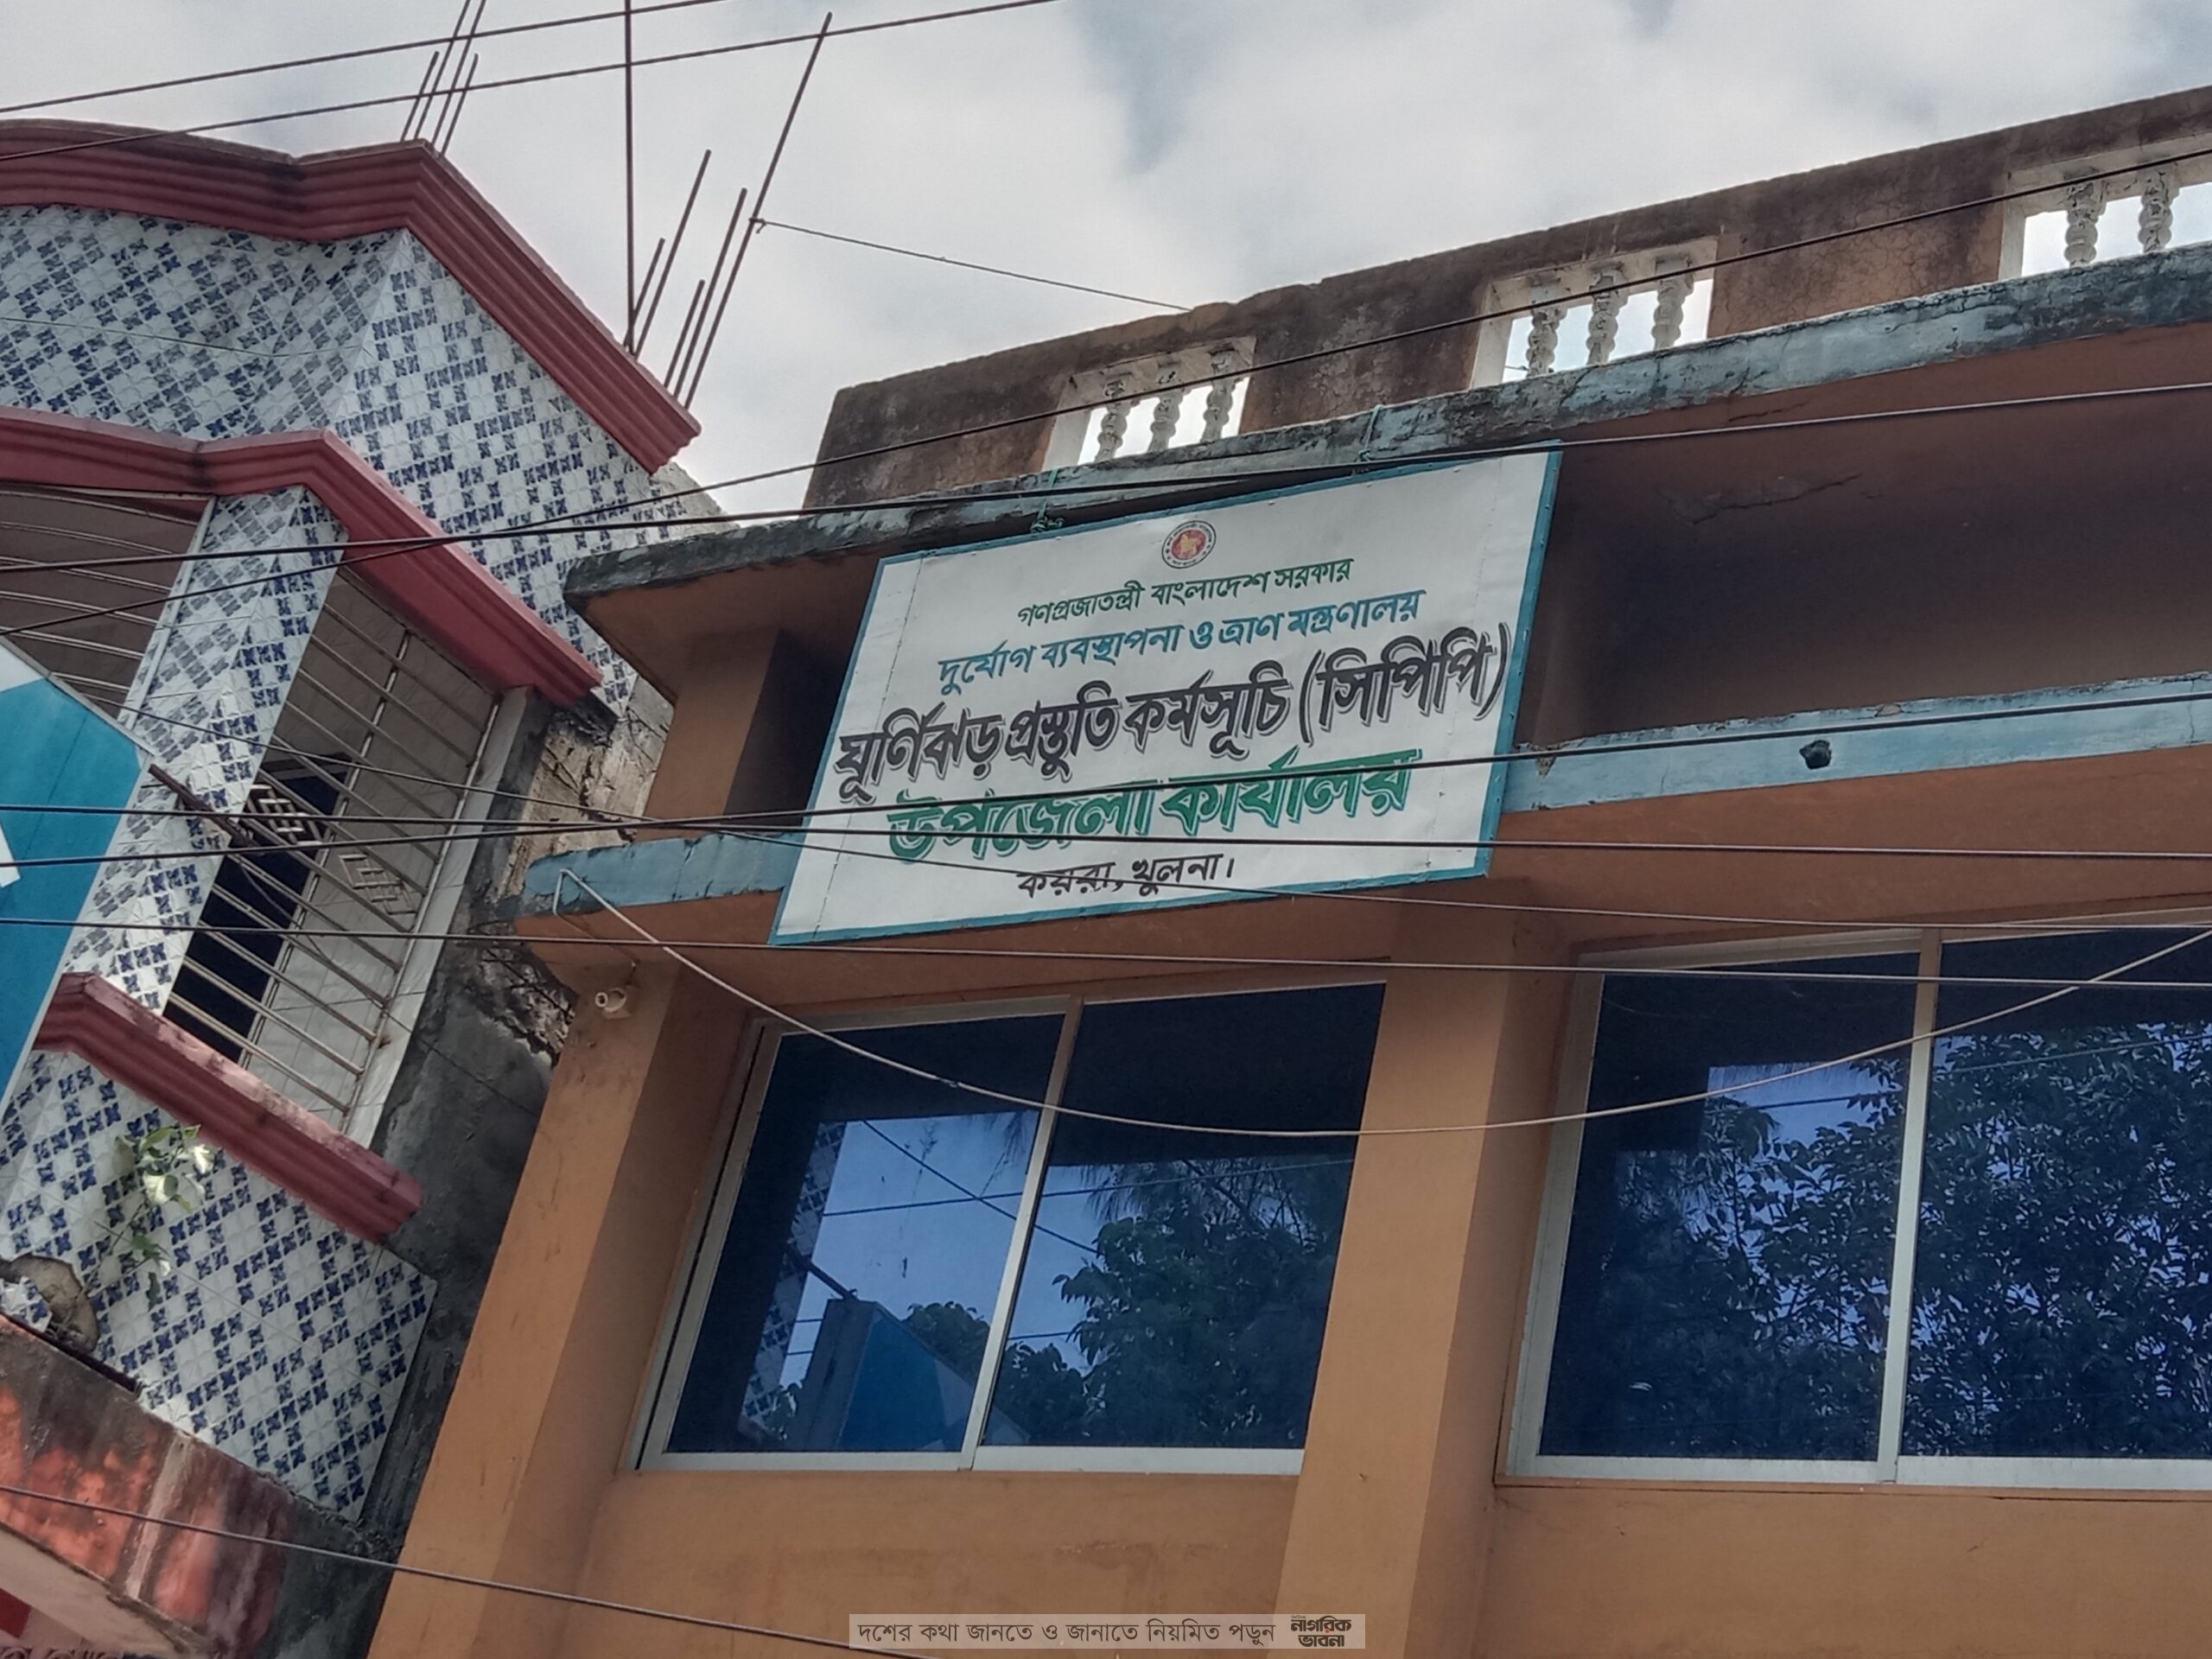 গণপ্রজাতন্ত্রী বাংলাদেশ সরকার
দুর্যোগ ব্যবস্থাপনা ও ত্রাণ মন্ত্রণালয়
ঘূর্ণিঝড় প্রস্তুতি কর্মসূচি (সিপিপি)
উপজেলা কার্যালয়
কয়রা, খুলনা।
দশের কথা জানতে ও জানাতে নিয়মিত পড়ুন নাগরিক ভাবনা